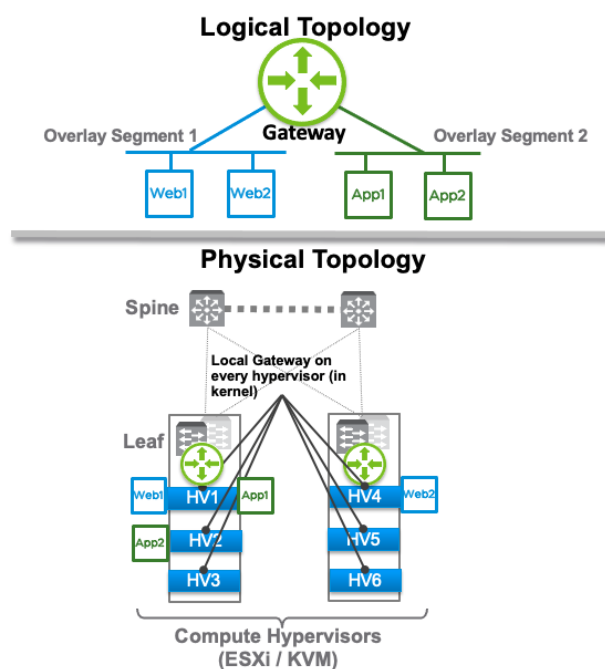 Logical Topology
Overlay Segment 1
Gateway
Overlay Segment 2
Web1
Web2
App1
App2
Physical Topology
Spine
Local Gateway on
every hypervisor (in
kernel)
Leaf
Web1
HV1
App1
HV4
Web2
App2
HV2
HV5
HV3
HV6
Compute Hypervisors
(ESXi / KVM)